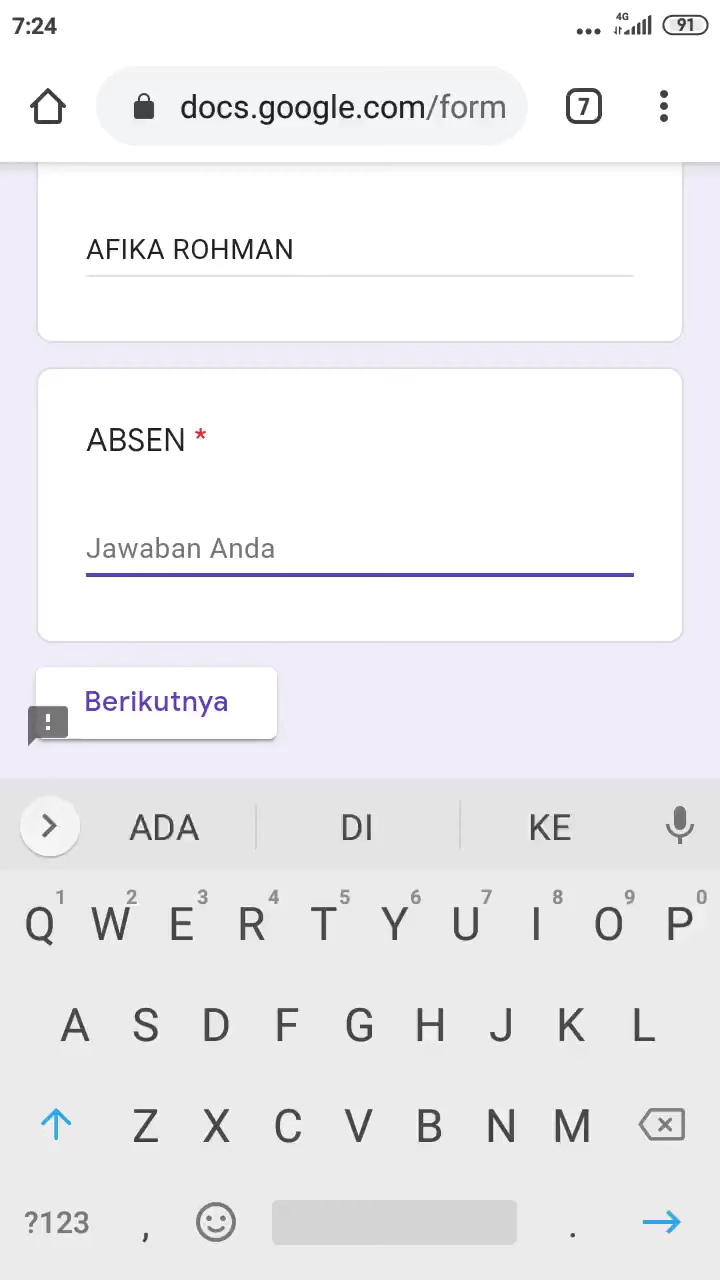 7:24
4G
91
docs.google.com/form
7
AFIKA ROHMAN
ABSEN *
Jawaban Anda
Berikutnya
ADA DI KE
1 2 3 4 5 6 7 8 9 0
Q W E R T Y U I O P
A S D F G H J K L
Z X C V B N M
?123 , .